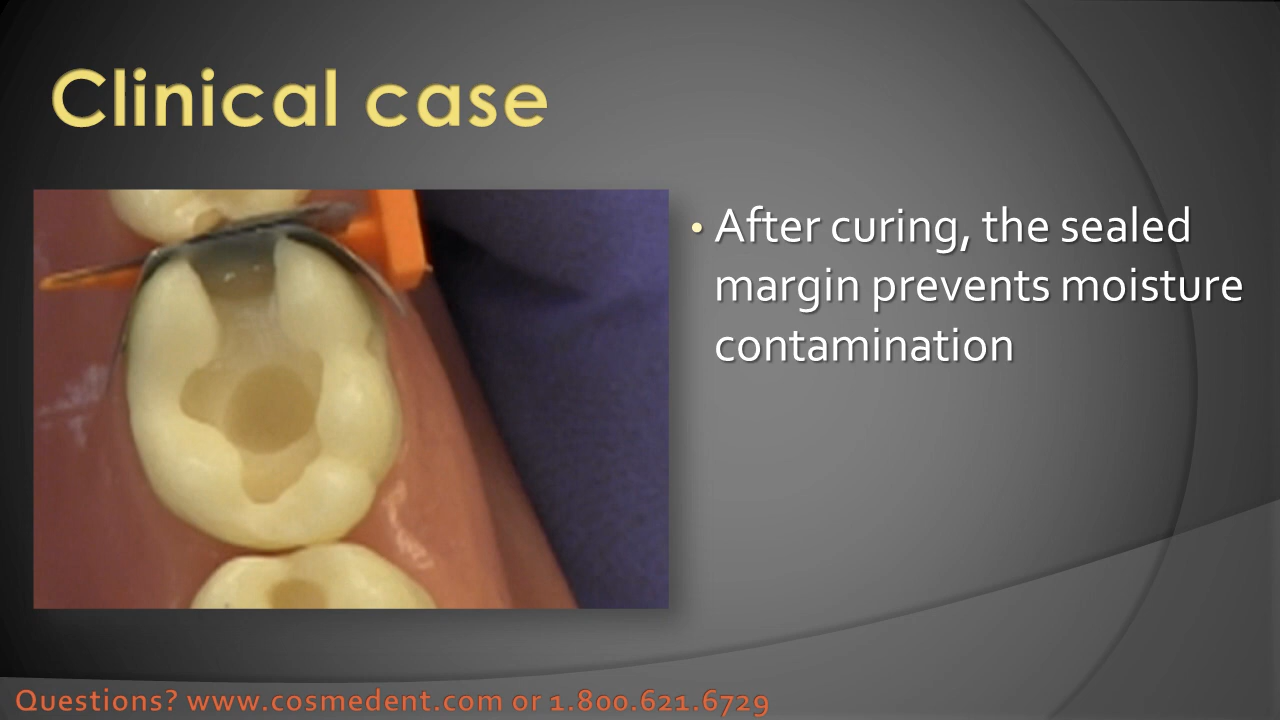 Clinical case
• After curing, the sealed
margin prevents moisture
contamination
Questions? www.cosmedent.com or 1.800.621.6729